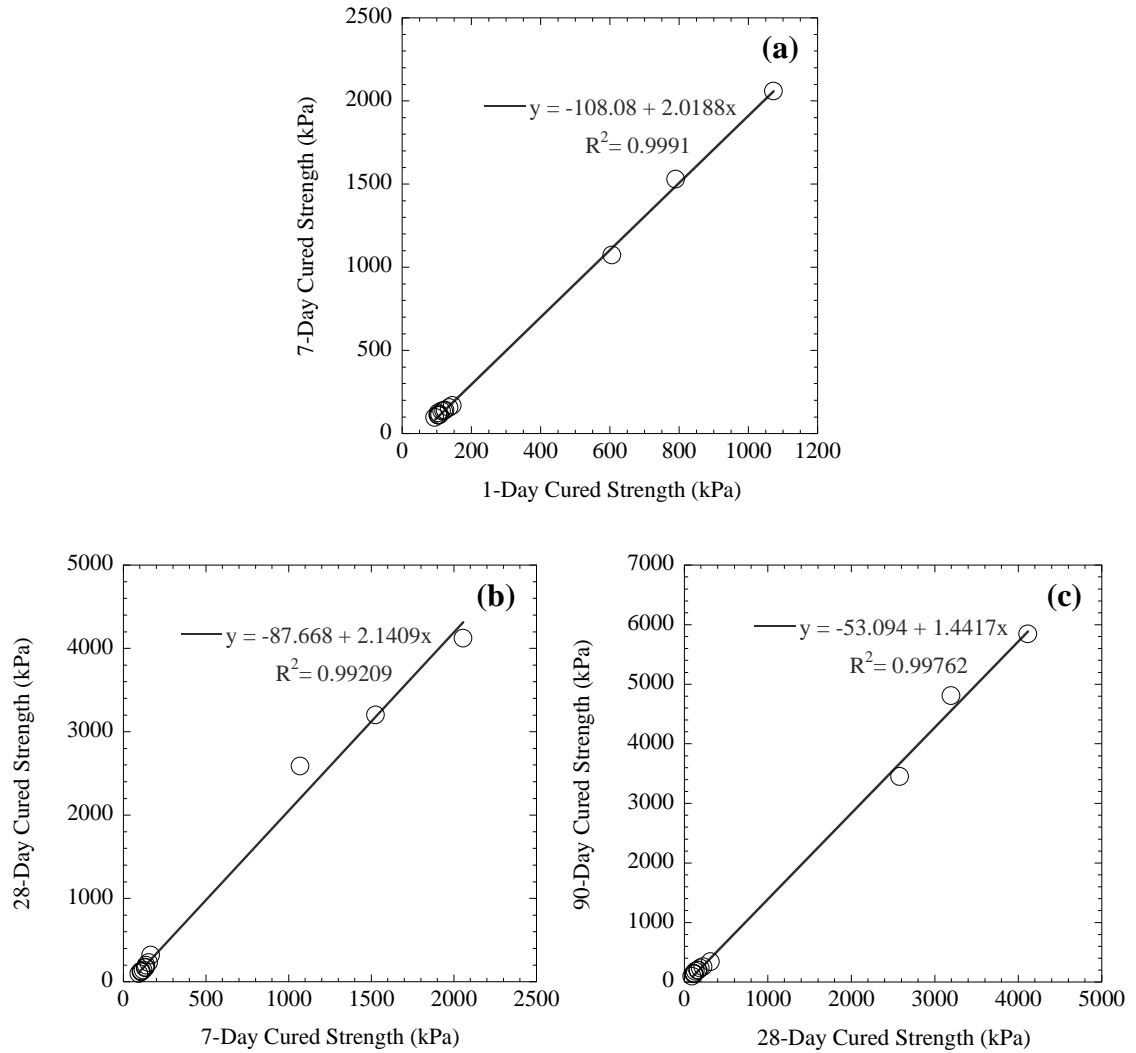 (a)
2500
2000
1500
1000
500
0
7-Day Cured Strength (kPa)
y = -108.08 + 2.0188x
R²= 0.9991
0 200 400 600 800 1000 1200
1-Day Cured Strength (kPa)
(b)
5000
4000
3000
2000
1000
0
28-Day Cured Strength (kPa)
y = -87.668 + 2.1409x
R²= 0.99209
0 500 1000 1500 2000 2500
7-Day Cured Strength (kPa)
(c)
7000
6000
5000
4000
3000
2000
1000
0
90-Day Cured Strength (kPa)
y = -53.094 + 1.4417x
R²= 0.99762
0 1000 2000 3000 4000 5000
28-Day Cured Strength (kPa)